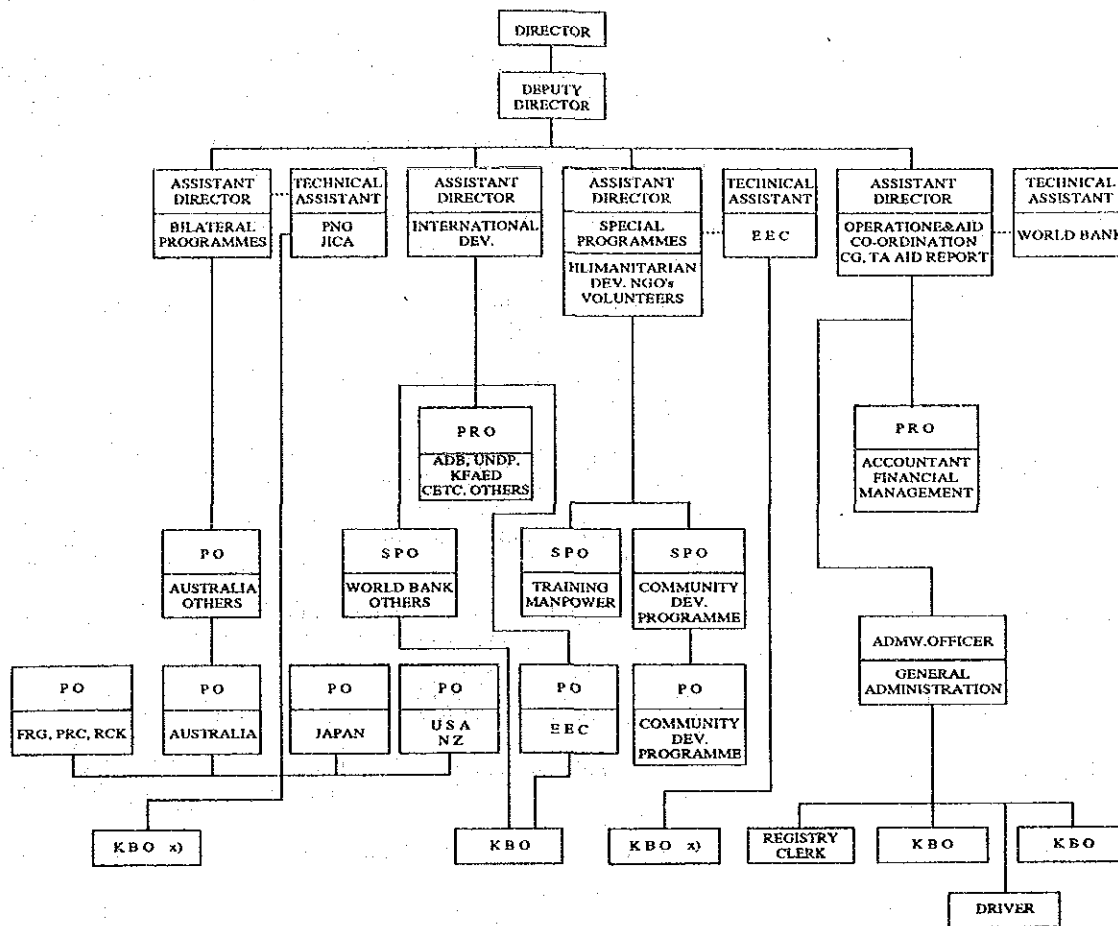 DIRECTOR
DEPUTY
DIRECTOR
ASSISTANT
DIRECTOR
BILATERAL
PROGRAMMES
TECHNICAL
ASSISTANT
PNG
JICA
ASSISTANT
DIRECTOR
INTERNATIONAL
DEV.
ASSISTANT
DIRECTOR
SPECIAL
PROGRAMMES
HLIMANITARIAN
DEV. NGO's
VOLUNTEERS
TECHNICAL
ASSISTANT
EEC
ASSISTANT
DIRECTOR
OPERATIONE&AID
CO-ORDINATION
CG, TA AID REPORT
TECHNICAL
ASSISTANT
WORLD BANK
PRO
ADB, UNDP,
KFAED
CETC, OTHERS
PRO
ACCOUNTANT
FINANCIAL
MANAGEMENT
PO
AUSTRALIA
OTHERS
SPO
WORLD BANK
OTHERS
SPO
TRAINING
MANPOWER
SPO
COMMUNITY
DEV.
PROGRAMME
ADMW.OFFICER
GENERAL
ADMINISTRATION
PO
FRG, PRC, RCK
PO
AUSTRALIA
PO
JAPAN
PO
USA
NZ
PO
EEC
PO
COMMUNITY
DEV.
PROGRAMME
KBO x)
KBO
KBO x)
REGISTRY
CLERK
KBO
KBO
DRIVER